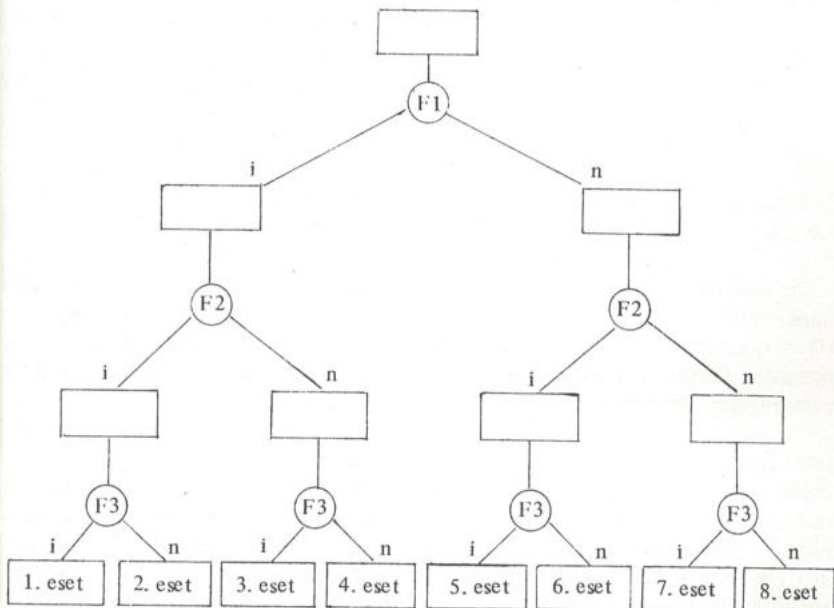 F1
i n
F2 F2
i n i n
F3 F3 F3 F3
i n i n i n i n
1. eset 2. eset 3. eset 4. eset 5. eset 6. eset 7. eset 8. eset